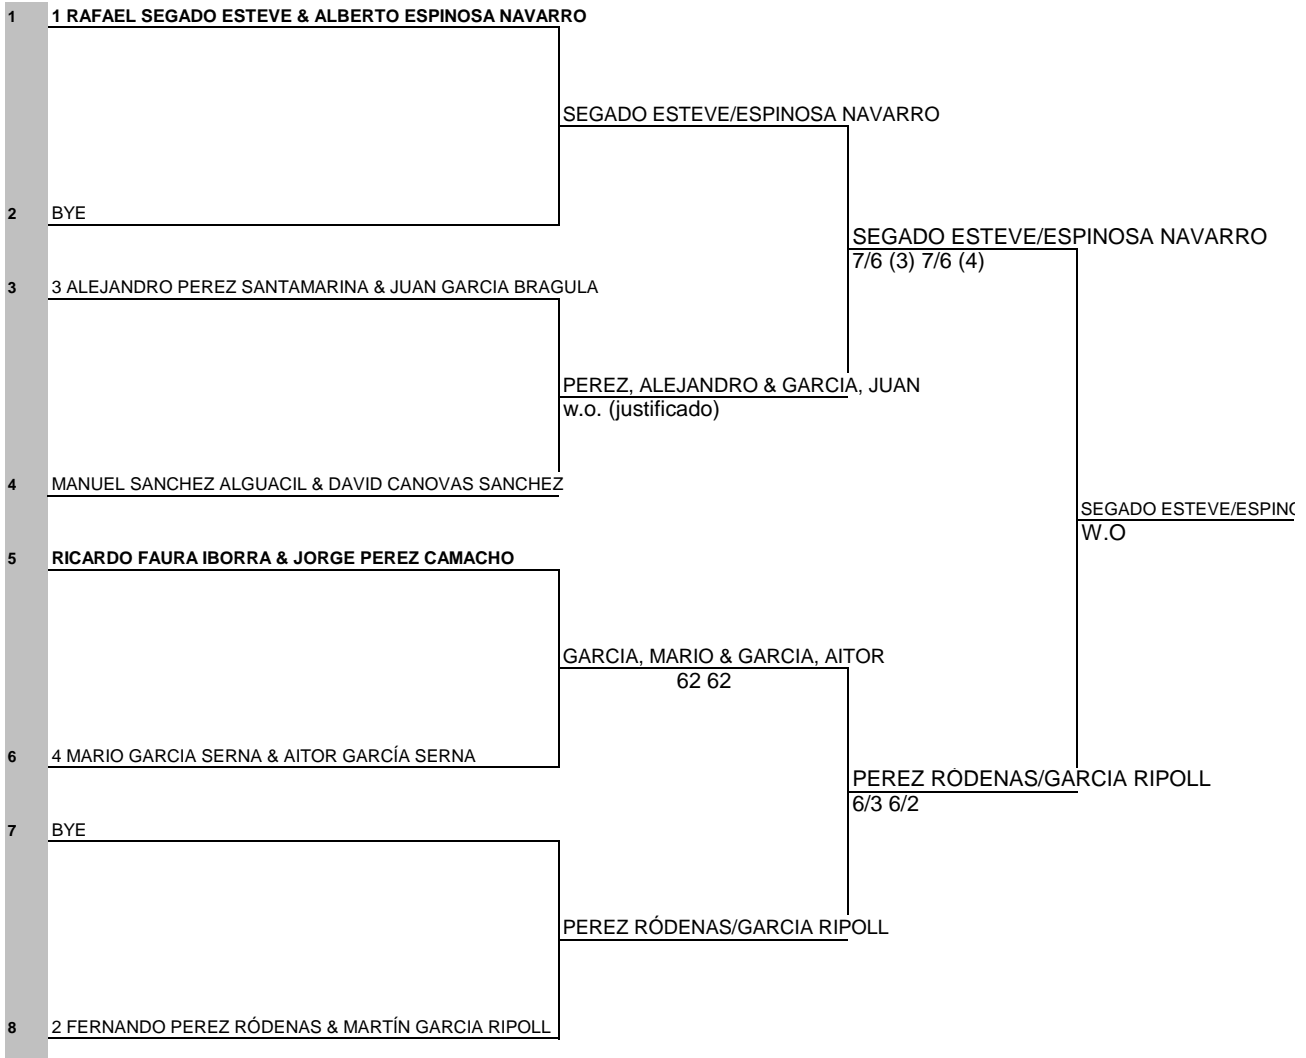 1 1 RAFAEL SEGADO ESTEVE & ALBERTO ESPINOSA NAVARRO
SEGADO ESTEVE/ESPINOSA NAVARRO
2 BYE
SEGADO ESTEVE/ESPINOSA NAVARRO
7/6 (3) 7/6 (4)
3 3 ALEJANDRO PEREZ SANTAMARINA & JUAN GARCIA BRAGULA
PEREZ, ALEJANDRO & GARCIA, JUAN
w.o. (justificado)
4 MANUEL SANCHEZ ALGUACIL & DAVID CANOVAS SANCHEZ
SEGADO ESTEVE/ESPINO
W.O
5 RICARDO FAURA IBORRA & JORGE PEREZ CAMACHO
GARCIA, MARIO & GARCIA, AITOR
62 62
6 4 MARIO GARCIA SERNA & AITOR GARCÍA SERNA
PEREZ RÓDENAS/GARCIA RIPOLL
6/3 6/2
7 BYE
PEREZ RÓDENAS/GARCIA RIPOLL
8 2 FERNANDO PEREZ RÓDENAS & MARTÍN GARCIA RIPOLL